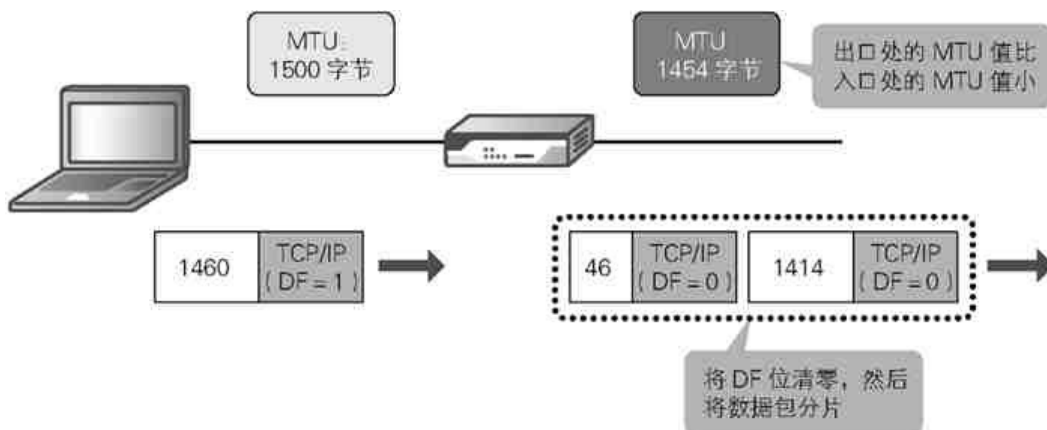 MTU:
1500 字节
MTU
1454 字节
出口处的 MTU 值比
入口处的 MTU 值小
1460
TCP/IP
(DF=1)
46
TCP/IP
(DF=0)
1414
TCP/IP
(DF=0)
将 DF 位清零，然后
将数据包分片